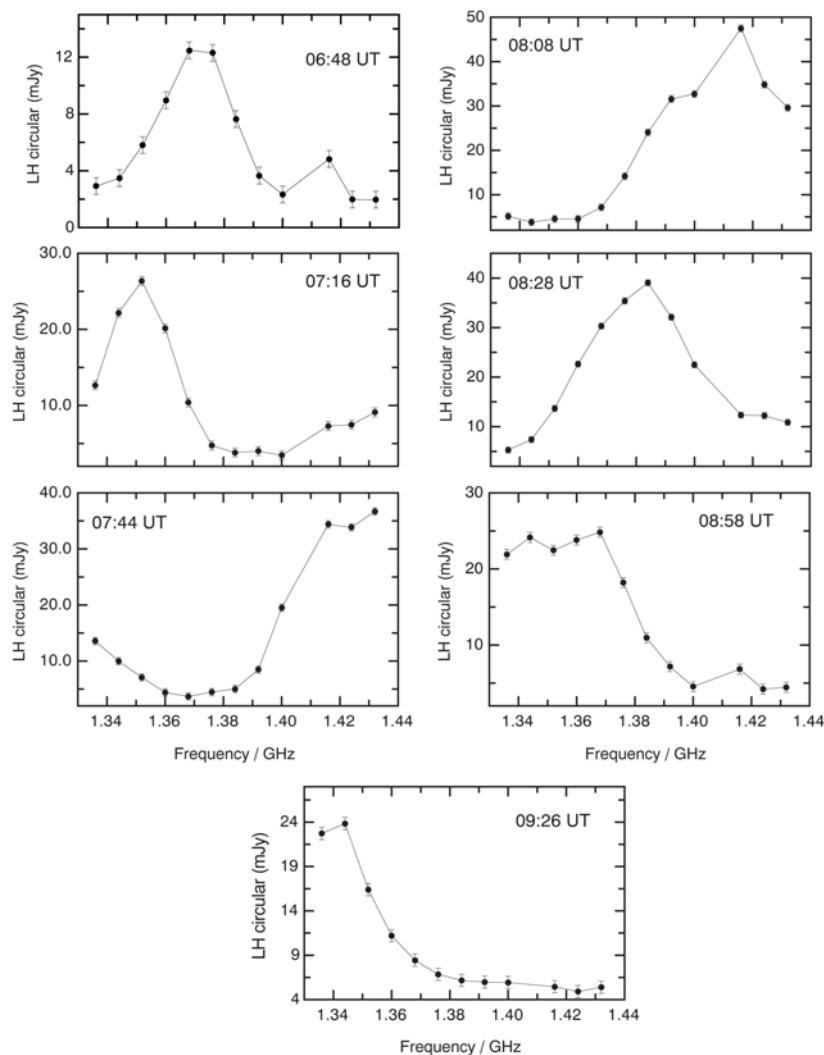 LH circular (mJy)
12
8
4
0
06:48 UT
LH circular (mJy)
50
40
30
20
10
08:08 UT
LH circular (mJy)
30.0
20.0
10.0
07:16 UT
LH circular (mJy)
40
30
20
10
08:28 UT
LH circular (mJy)
40.0
30.0
20.0
10.0
07:44 UT
1.34 1.36 1.38 1.40 1.42 1.44
Frequency / GHz
LH circular (mJy)
30
20
10
08:58 UT
1.34 1.36 1.38 1.40 1.42 1.44
Frequency / GHz
LH circular (mJy)
24
19
14
9
4
09:26 UT
1.34 1.36 1.38 1.40 1.42 1.44
Frequency / GHz